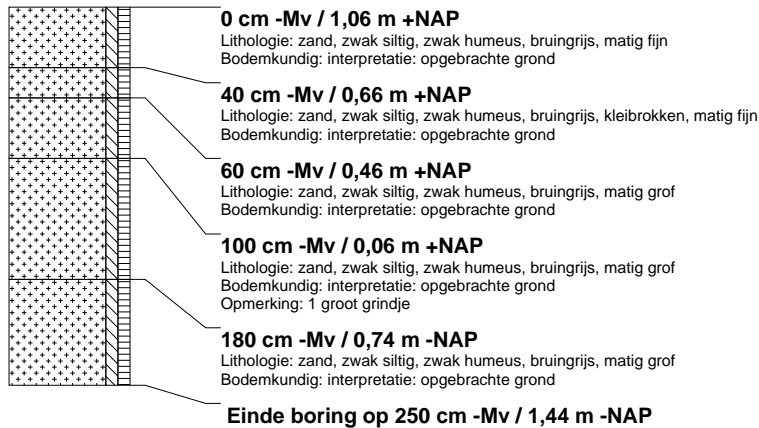 0 cm -Mv / 1,06 m +NAP
Lithologie: zand, zwak siltig, zwak humeus, bruingrijs, matig fijn
Bodemkundig: interpretatie: opgebrachte grond
40 cm -Mv / 0,66 m +NAP
Lithologie: zand, zwak siltig, zwak humeus, bruingrijs, kleibrokken, matig fijn
Bodemkundig: interpretatie: opgebrachte grond
60 cm -Mv / 0,46 m +NAP
Lithologie: zand, zwak siltig, zwak humeus, bruingrijs, matig grof
Bodemkundig: interpretatie: opgebrachte grond
100 cm -Mv / 0,06 m +NAP
Lithologie: zand, zwak siltig, zwak humeus, bruingrijs, matig grof
Bodemkundig: interpretatie: opgebrachte grond
Opmerking: 1 groot grindje
180 cm -Mv / 0,74 m -NAP
Lithologie: zand, zwak siltig, zwak humeus, bruingrijs, matig grof
Bodemkundig: interpretatie: opgebrachte grond
Einde boring op 250 cm -Mv / 1,44 m -NAP